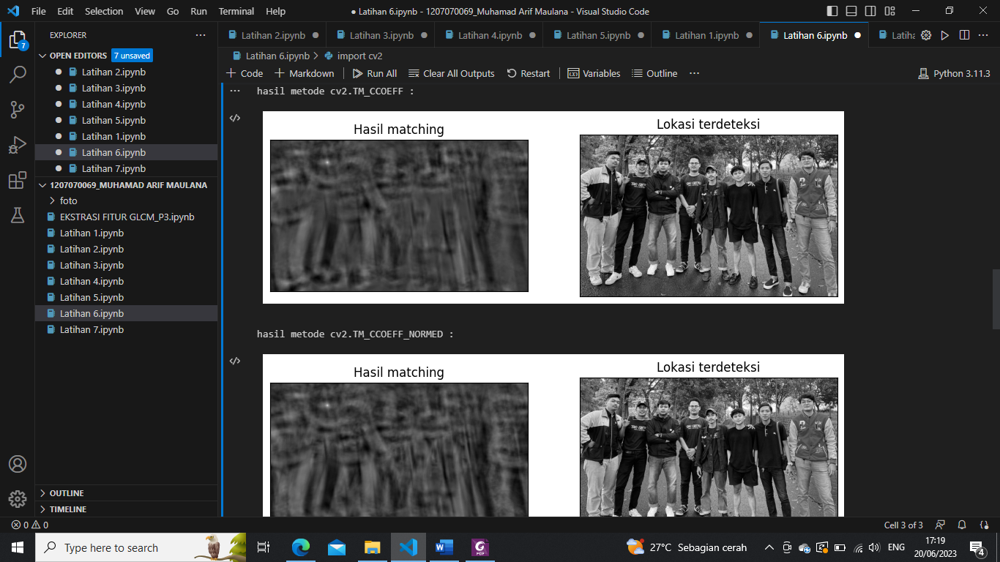 File Edit Selection View Go Run Terminal Help
● Latihan 6.ipynb - 1207070069_Muhamad Arif Maulana - Visual Studio Code
EXPLORER
OPEN EDITORS 7 unsaved
Latihan 2.ipynb
Latihan 3.ipynb
Latihan 4.ipynb
Latihan 5.ipynb
Latihan 1.ipynb
Latihan 6.ipynb
Latihan 7.ipynb
1207070069_MUHAMAD ARIF MAULANA
foto
EKSTRASI FITUR GLCM_P3.ipynb
Latihan 1.ipynb
Latihan 2.ipynb
Latihan 3.ipynb
Latihan 4.ipynb
Latihan 5.ipynb
Latihan 6.ipynb
Latihan 7.ipynb
OUTLINE
TIMELINE
7
Latihan 2.ipynb Latihan 3.ipynb Latihan 4.ipynb Latihan 5.ipynb Latihan 1.ipynb Latihan 6.ipynb Latiha
Latihan 6.ipynb > import cv2
+ Code + Markdown Run All Clear All Outputs Restart Variables Outline ... Python 3.11.3
hasil metode cv2.TM_CCOEFF :
Hasil matching
Lokasi terdeteksi
hasil metode cv2.TM_CCOEFF_NORMED :
Hasil matching
Lokasi terdeteksi
0 0
Cell 3 of 3
Type here to search
27°C Sebagian cerah
ENG
17:19
20/06/2023
4